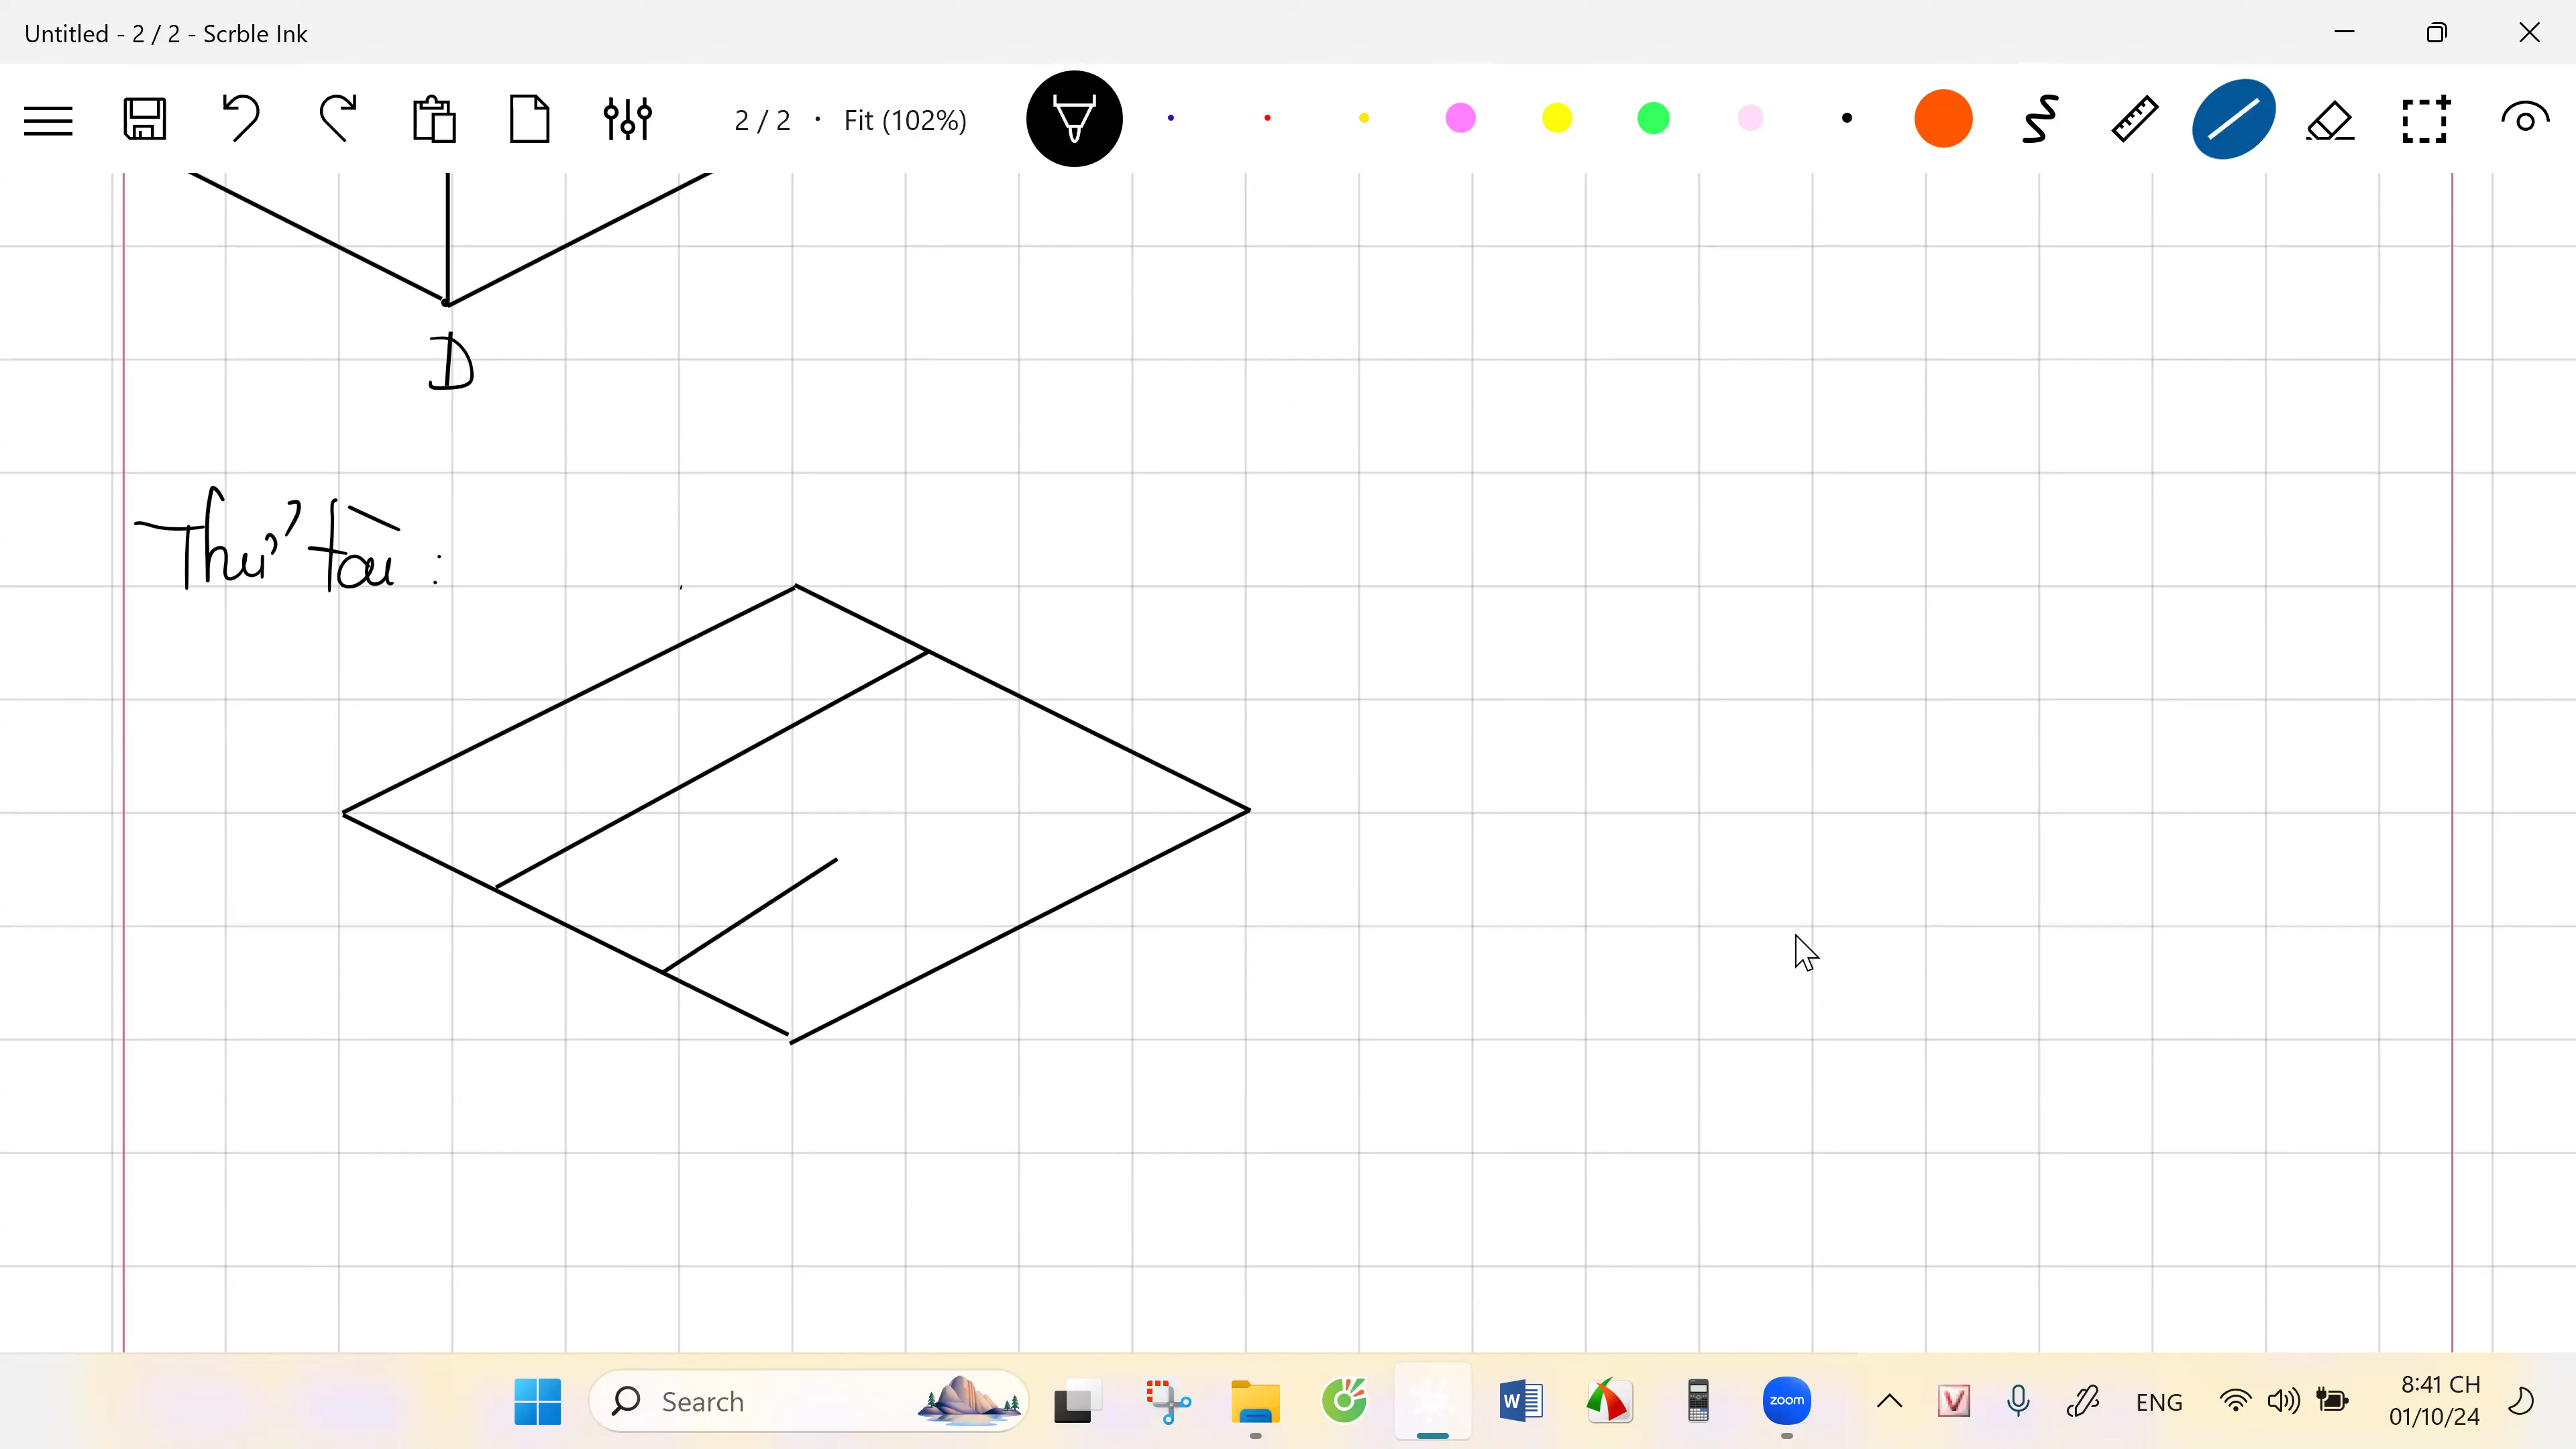 Untitled - 2 / 2 - Scrble Ink
2 / 2 · Fit (102%)
D
Thử tài :
Search
ENG
8:41 CH
01/10/24
W
zoom
V